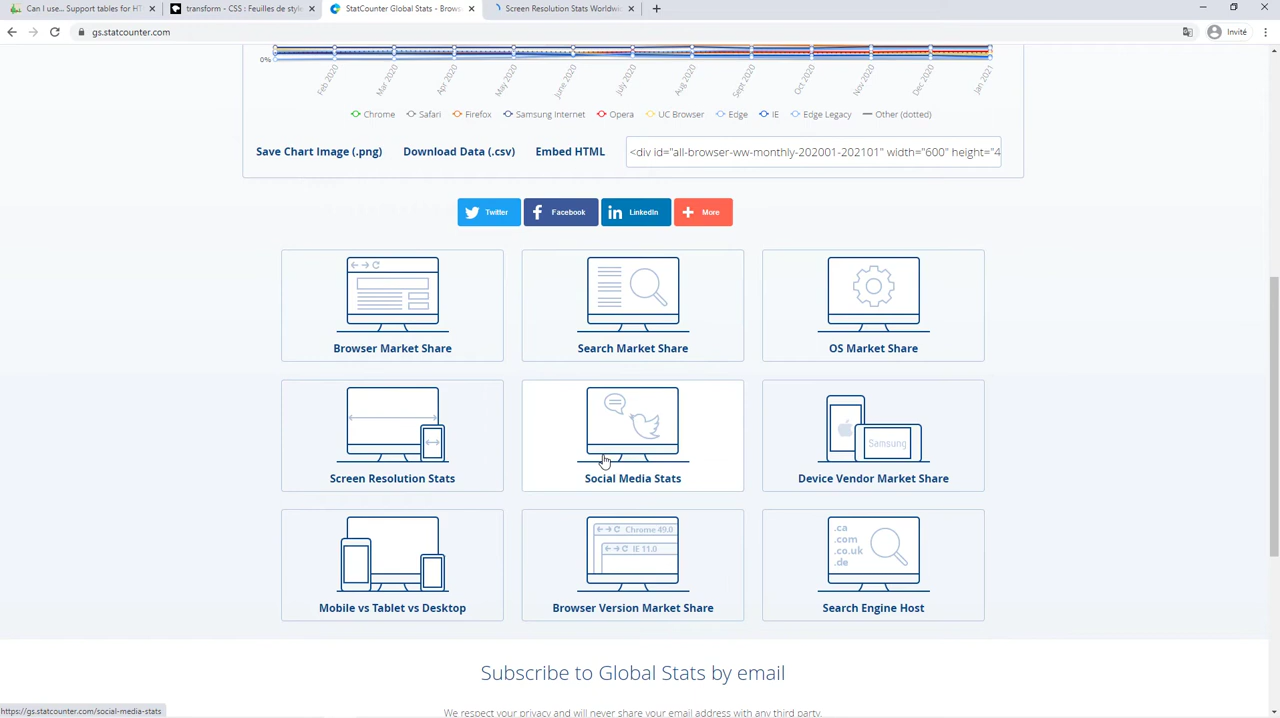 Can I use... Support tables for HT
transform - CSS : Feuilles de style
StatCounter Global Stats - Brows
Screen Resolution Stats Worldwid
gs.statcounter.com
Invité
0%
Feb 2020
Mar 2020
Apr 2020
May 2020
June 2020
July 2020
Aug 2020
Sept 2020
Oct 2020
Nov 2020
Dec 2020
Jan 2021
Chrome Safari Firefox Samsung Internet Opera UC Browser Edge IE Edge Legacy Other (dotted)
Save Chart Image (.png) Download Data (.csv) Embed HTML <div id="all-browser-ww-monthly-202001-202101" width="600" height="4
Twitter Facebook LinkedIn More
Browser Market Share Search Market Share OS Market Share
Samsung
Screen Resolution Stats Social Media Stats Device Vendor Market Share
Chrome 49.0
IE 11.0
.ca
.com
.co.uk
.de
Mobile vs Tablet vs Desktop Browser Version Market Share Search Engine Host
Subscribe to Global Stats by email
We respect your privacy and will never share your email address with any third party.
https://gs.statcounter.com/social-media-stats